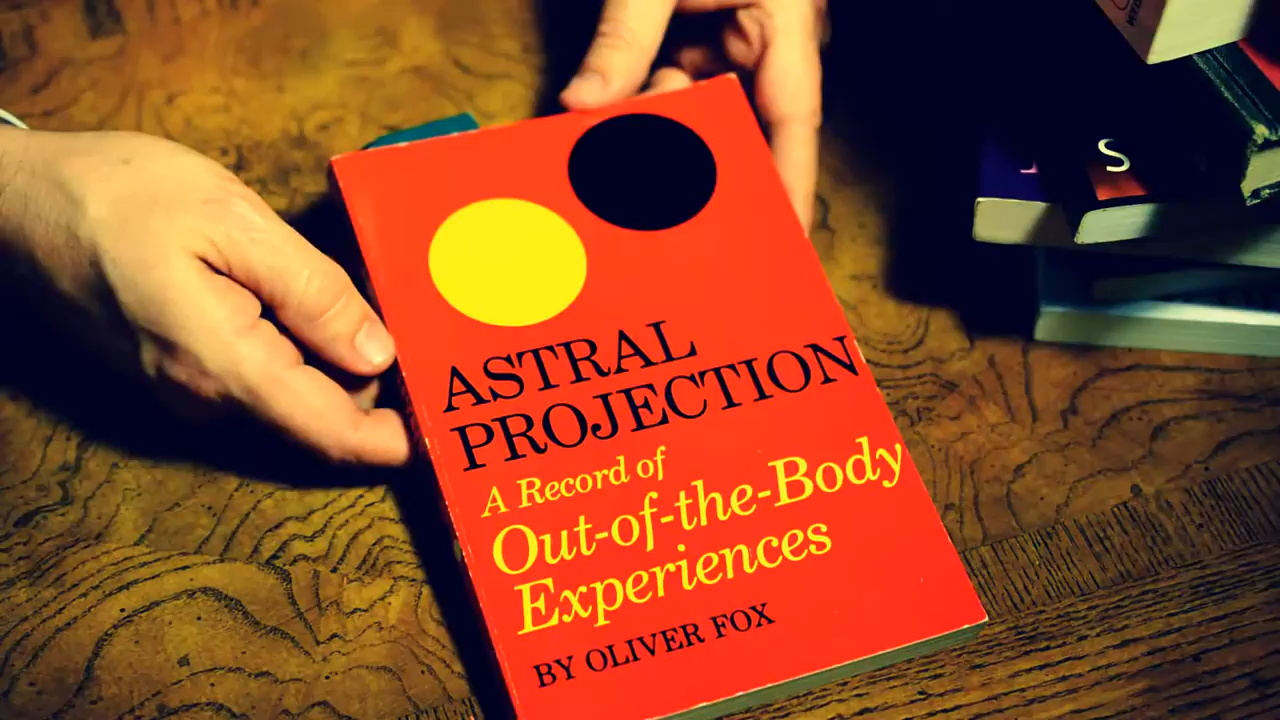 ASTRAL
PROJECTION
A Record of
Out-of-the-Body
Experiences
BY OLIVER FOX
S